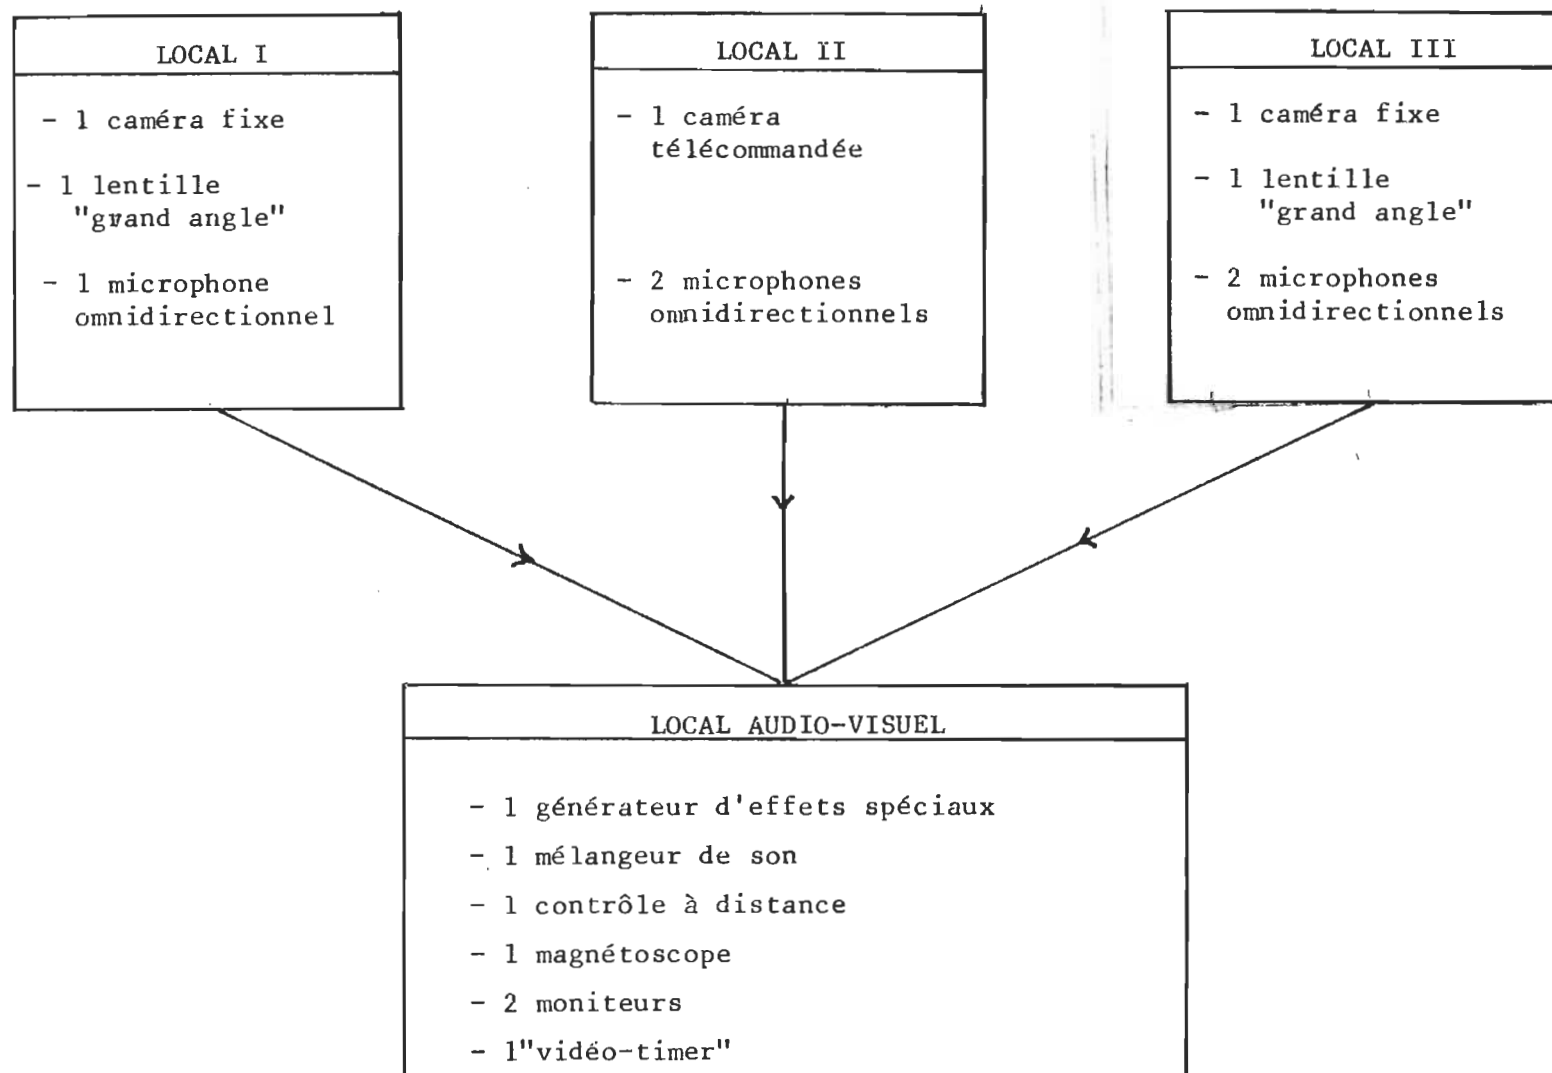 LOCAL I
- 1 caméra fixe
- 1 lentille
"grand angle"
- 1 microphone
omnidirectionnel
LOCAL II
- 1 caméra
télécommandée
- 2 microphones
omnidirectionnels
LOCAL III
- 1 caméra fixe
- 1 lentille
"grand angle"
- 2 microphones
omnidirectionnels
LOCAL AUDIO-VISUEL
- 1 générateur d'effets spéciaux
- 1 mélangeur de son
- 1 contrôle à distance
- 1 magnétoscope
- 2 moniteurs
- 1"vidéo-timer"